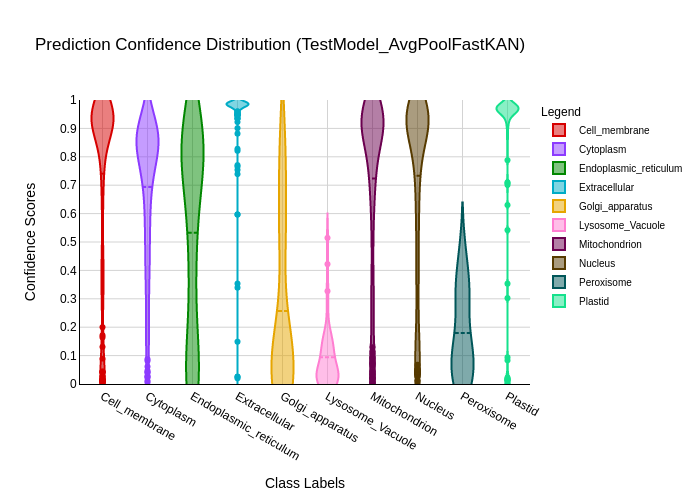 Prediction Confidence Distribution (TestModel_AvgPoolFastKAN)
Confidence Scores
1
0.9
0.8
0.7
0.6
0.5
0.4
0.3
0.2
0.1
0
Cell_membrane
Cytoplasm
Endoplasmic_reticulum
Extracellular
Golgi_apparatus
Lysosome_Vacuole
Mitochondrion
Nucleus
Peroxisome
Plastid
Class Labels
Legend
Cell_membrane
Cytoplasm
Endoplasmic_reticulum
Extracellular
Golgi_apparatus
Lysosome_Vacuole
Mitochondrion
Nucleus
Peroxisome
Plastid